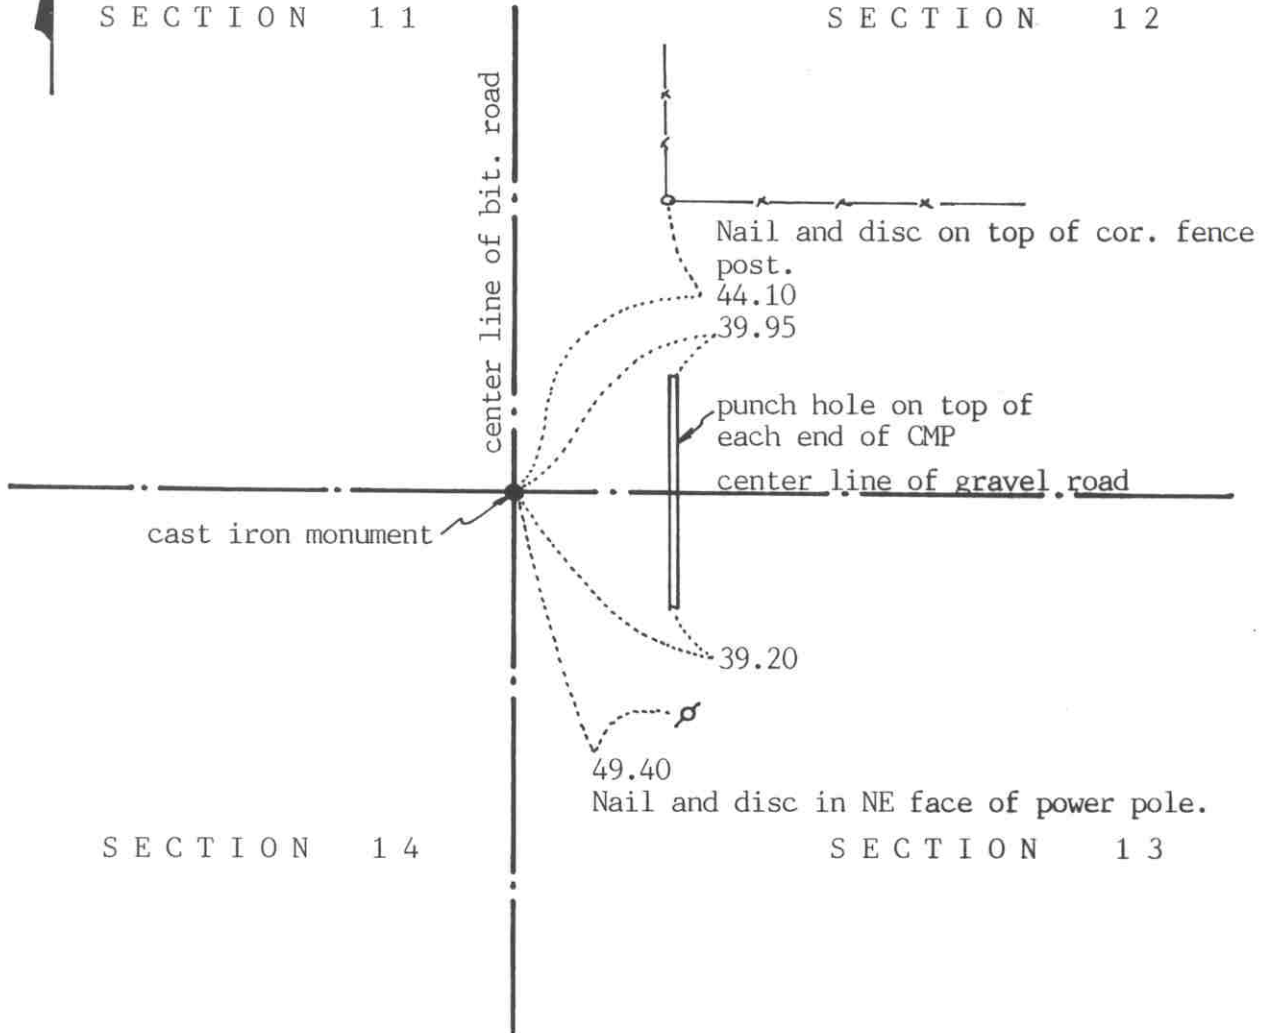 SECTION 11
SECTION 12
center line of bit. road
Nail and disc on top of cor. fence
post.
44.10
39.95
punch hole on top of
each end of CMP
center line of gravel road
cast iron monument
39.20
49.40
Nail and disc in NE face of power pole.
SECTION 14
SECTION 13